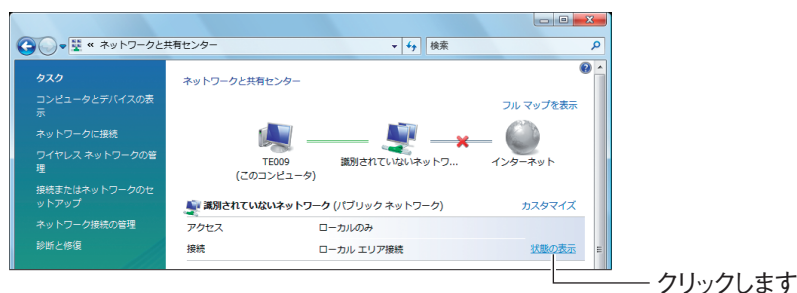 « ネットワークと共有センター
検索
タスク
コンピュータとデバイスの表
示
ネットワークに接続
ワイヤレス ネットワークの管
理
接続またはネットワークのセ
ットアップ
ネットワーク接続の管理
診断と修復
ネットワークと共有センター
フル マップを表示
TE009
(このコンピュータ)
識別されていないネットワ...
インターネット
識別されていないネットワーク (パブリック ネットワーク)
カスタマイズ
アクセス
ローカルのみ
接続
ローカル エリア接続
状態の表示
クリックします